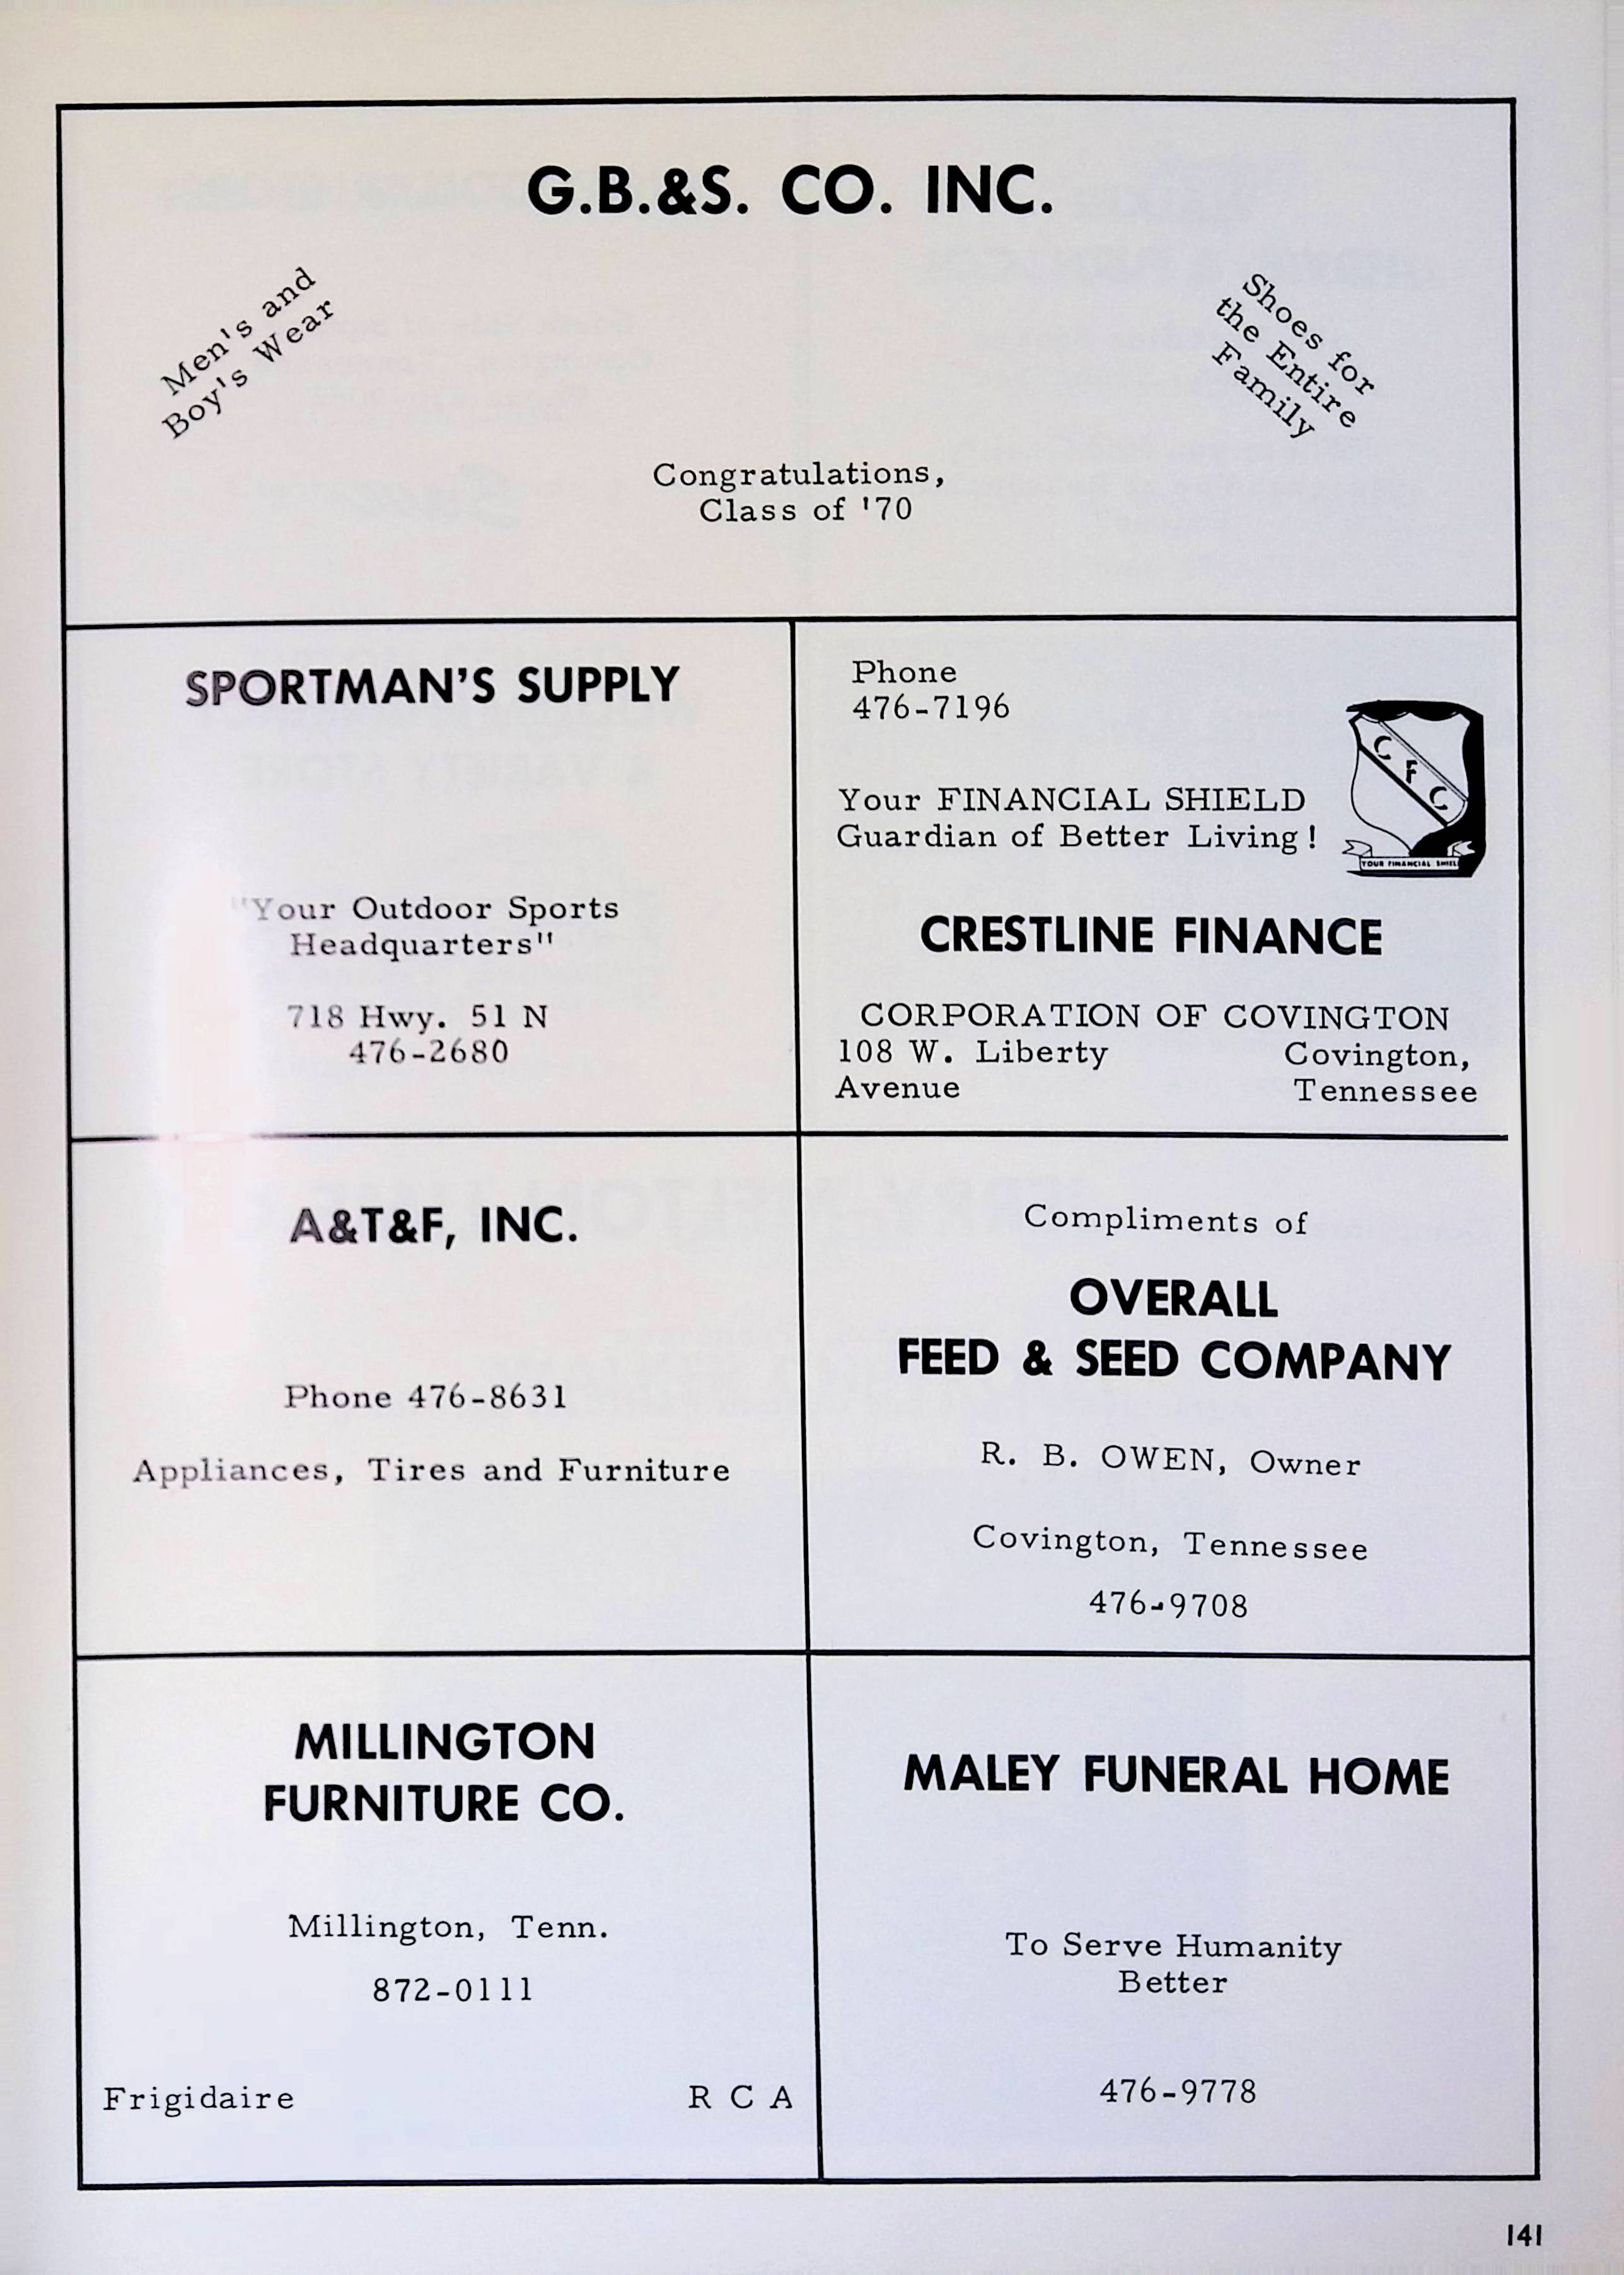 G.B.&S. CO. INC.
Men's and
Boy's Wear
Shoes for
the Entire
Family
Congratulations,
Class of '70
SPORTMAN'S SUPPLY
"Your Outdoor Sports
Headquarters"
718 Hwy. 51 N
476-2680
Phone
476-7196
C F C
YOUR FINANCIAL SHIEL
Your FINANCIAL SHIELD
Guardian of Better Living!
CRESTLINE FINANCE
CORPORATION OF COVINGTON
108 W. Liberty
Avenue
Covington,
Tennessee
A&T&F, INC.
Phone 476-8631
Appliances, Tires and Furniture
Compliments of
OVERALL
FEED & SEED COMPANY
R. B. OWEN, Owner
Covington, Tennessee
476-9708
MILLINGTON
FURNITURE CO.
Millington, Tenn.
872-0111
Frigidaire
R C A
MALEY FUNERAL HOME
To Serve Humanity
Better
476-9778
141